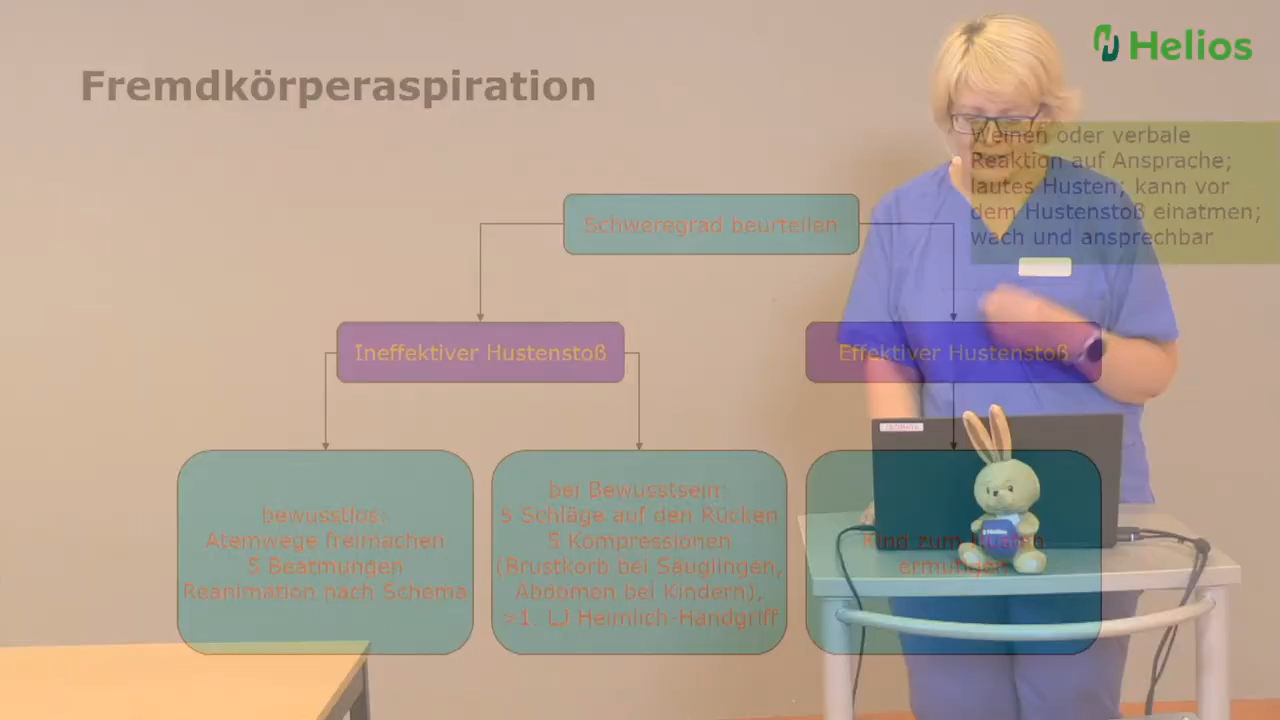 Helios
Fremdkörperaspiration
Weinen oder verbale
Reaktion auf Ansprache;
lautes Husten; kann vor
dem Hustenstoß einatmen;
wach und ansprechbar
Schweregrad beurteilen
Ineffektiver Hustenstoß
Effektiver Hustenstoß
bewusstlos:
Atemwege freimachen
5 Beatmungen
Reanimation nach Schema
bei Bewusstsein:
5 Schläge auf den Rücken
5 Kompressionen
(Brustkorb bei Säuglingen,
Abdomen bei Kindern),
>1. LJ Heimlich-Handgriff
Kind zum Husten
ermutigen
Helios